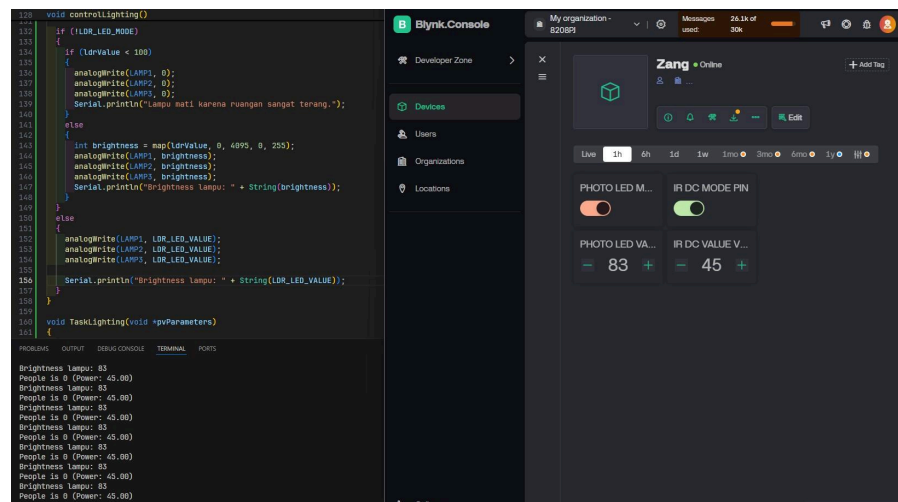 128 void controlLighting()
131
132 if (!LDR_LED_MODE)
133 {
134 if (ldrValue < 100)
135 {
136 analogWrite(LAMP1, 0);
137 analogWrite(LAMP2, 0);
138 analogWrite(LAMP3, 0);
139 Serial.println("Lampu mati karena ruangan sangat terang.");
140 }
141 else
142 {
143 int brightness = map(ldrValue, 0, 4095, 0, 255);
144 analogWrite(LAMP1, brightness);
145 analogWrite(LAMP2, brightness);
146 analogWrite(LAMP3, brightness);
147 Serial.println("Brightness lampu: " + String(brightness));
148 }
149 }
150 else
151 {
152 analogWrite(LAMP1, LDR_LED_VALUE);
153 analogWrite(LAMP2, LDR_LED_VALUE);
154 analogWrite(LAMP3, LDR_LED_VALUE);
155
156 Serial.println("Brightness lampu: " + String(LDR_LED_VALUE));
157 }
158 }
159
160 void TaskLighting(void *pvParameters)
161 {
PROBLEMS OUTPUT DEBUG CONSOLE TERMINAL PORTS
Brightness lampu: 83
People is 0 (Power: 45.00)
Brightness lampu: 83
People is 0 (Power: 45.00)
Brightness lampu: 83
People is 0 (Power: 45.00)
Brightness lampu: 83
People is 0 (Power: 45.00)
Brightness lampu: 83
People is 0 (Power: 45.00)
Brightness lampu: 83
People is 0 (Power: 45.00)
Brightness lampu: 83
People is 0 (Power: 45.00)
B Blynk.Console
Developer Zone
Devices
Users
Organizations
Locations
My organization -
8208PJ
Messages
used:
26.1k of
30k
Zang Online
+ Add Tag
Edit
Live 1h 6h 1d 1w 1mo 3mo 6mo 1y
PHOTO LED M... IR DC MODE PIN
PHOTO LED VA... IR DC VALUE V...
− 83 + − 45 +